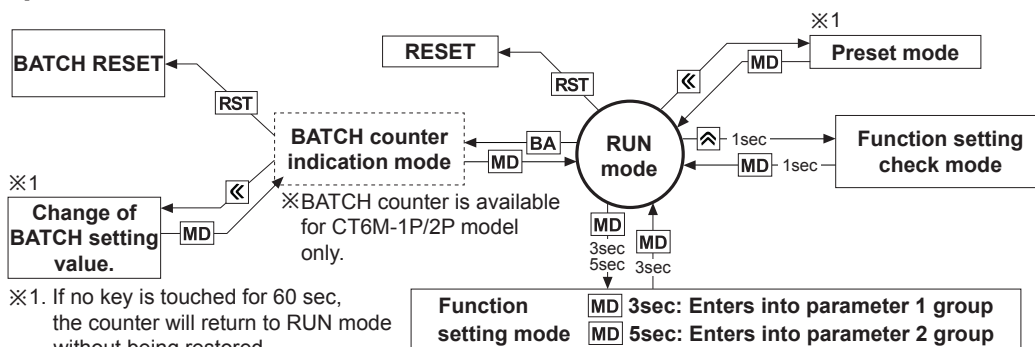 ※1
BATCH RESET
RESET
Preset mode
MD
RST
RST
BATCH counter
indication mode
BA
MD
RUN
mode
1sec
MD 1sec
Function setting
check mode
※1
Change of
BATCH setting
value.
MD
※BATCH counter is available
for CT6M-1P/2P model
only.
MD
3sec
5sec
MD
3sec
※1. If no key is touched for 60 sec,
the counter will return to RUN mode
without being restored.
Function
setting mode
MD 3sec: Enters into parameter 1 group
MD 5sec: Enters into parameter 2 group